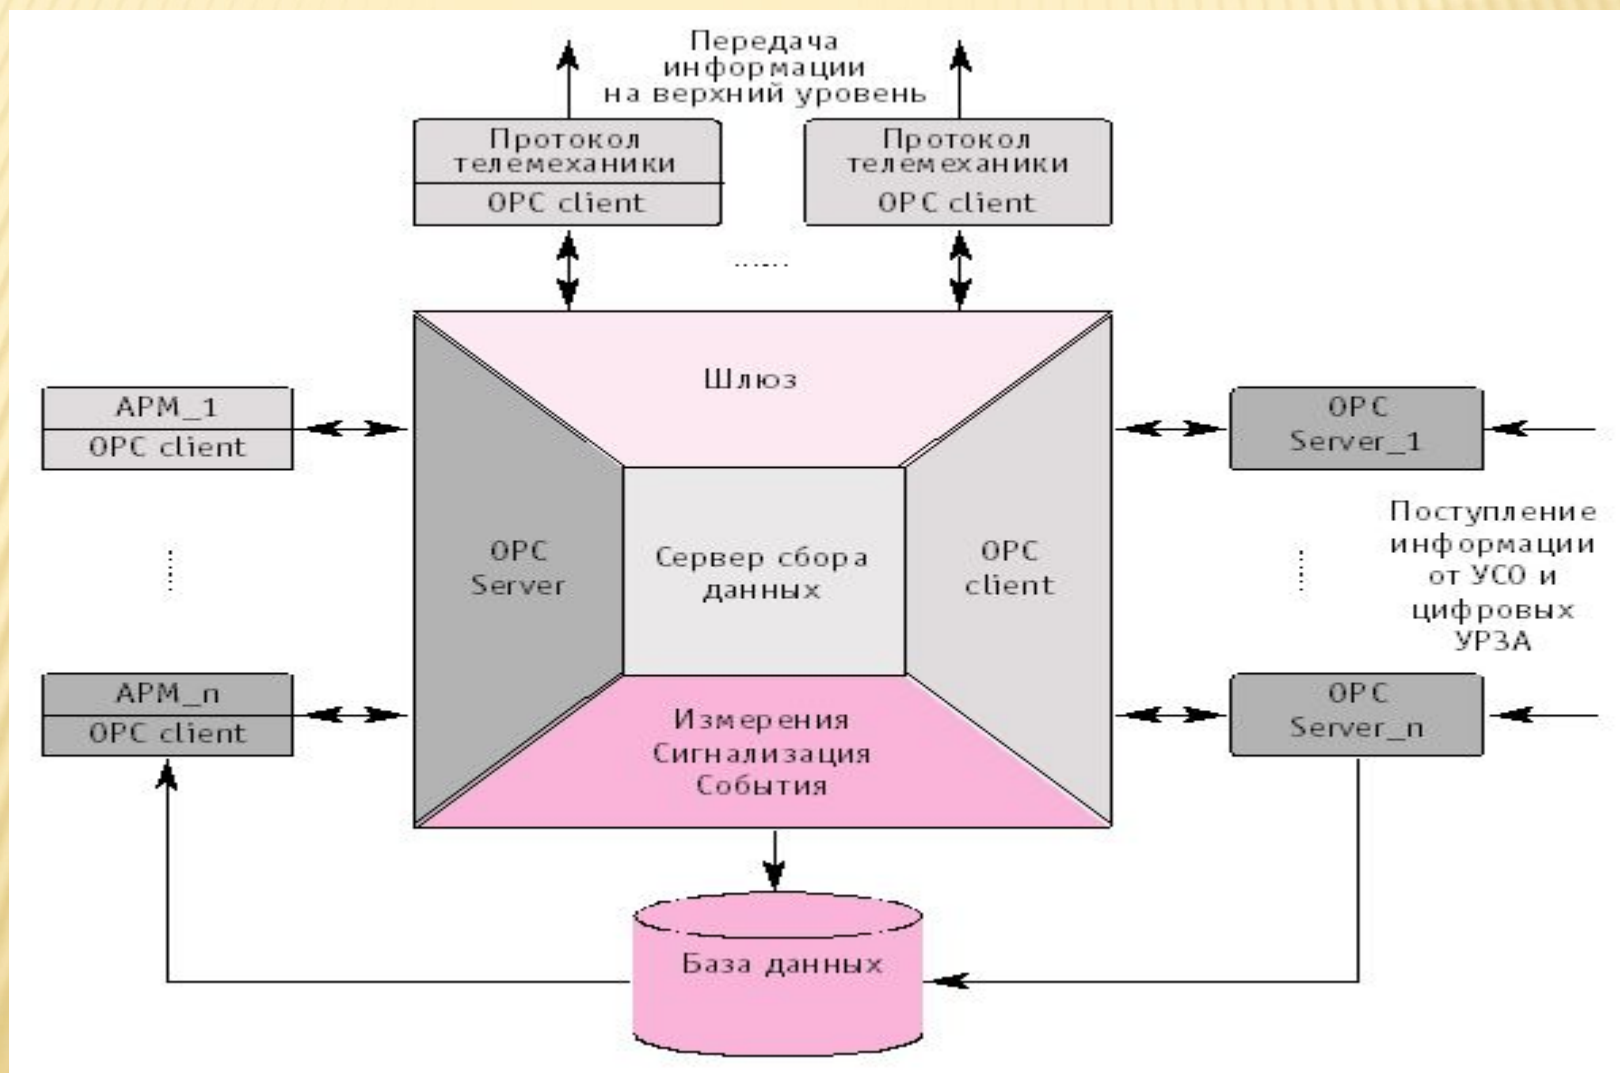 Передача
информации
на верхний уровень
Протокол
телемеханики
OPC client
Протокол
телемеханики
OPC client
......
Шлюз
АРМ_1
OPC client
OPC
Server_1
OPC
Server
Сервер сбора
данных
OPC
client
Поступление
информации
от УСО и
цифровых
УРЗА
АРМ_n
OPC client
Измерения
Сигнализация
События
OPC
Server_n
База данных